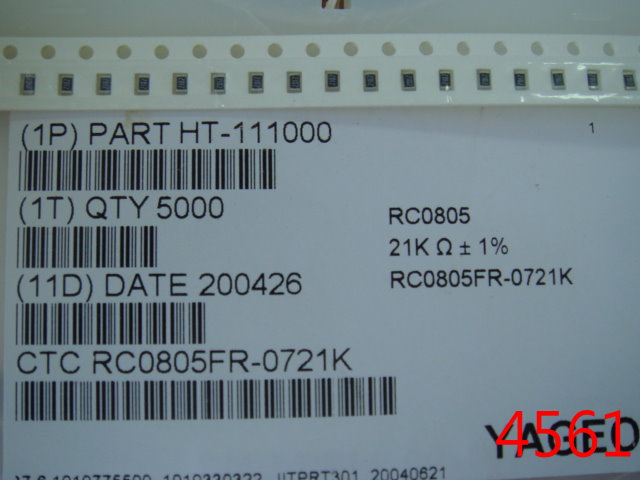 (1P) PART HT-111000
1
(1T) QTY 5000
RC0805
21K Ω ± 1%
(11D) DATE 200426
RC0805FR-0721K
CTC RC0805FR-0721K
YAGEO
4561
20040621